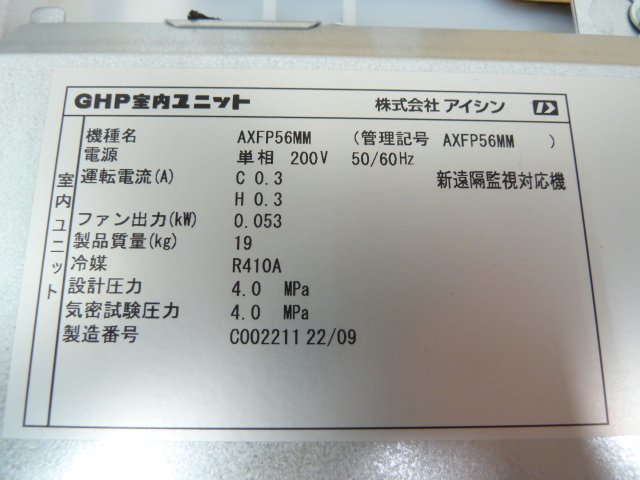 GHP室内ユニット 株式会社 アイシン
室内ユニット
機種名 AXFP56MM (管理記号 AXFP56MM )
電源 単相 200V 50/60Hz
運転電流(A) C 0.3 新遠隔監視対応機
H 0.3
ファン出力(kW) 0.053
製品質量(kg) 19
冷媒 R410A
設計圧力 4.0 MPa
気密試験圧力 4.0 MPa
製造番号 C002211 22/09